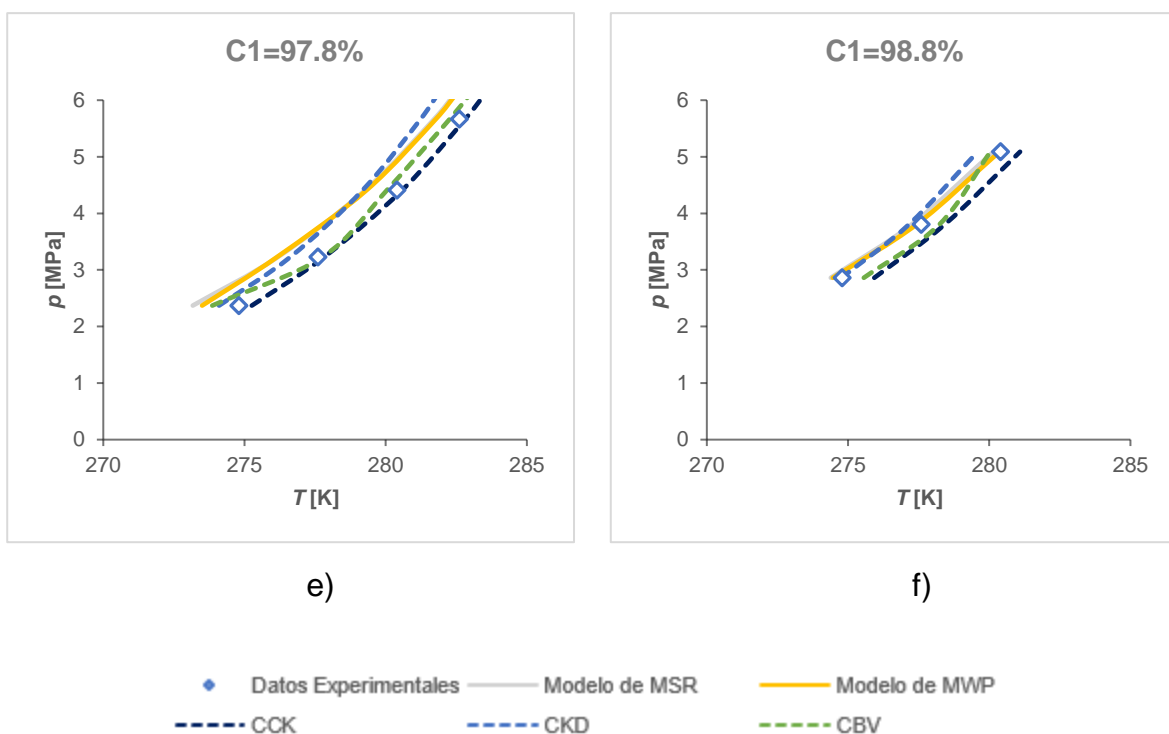 C1=97.8%
6
5
4
3
2
1
0
p [MPa]
270
275
280
285
T [K]
e)
C1=98.8%
6
5
4
3
2
1
0
p [MPa]
270
275
280
285
T [K]
f)
Datos Experimentales
Modelo de MSR
Modelo de MWP
CCK
CKD
CBV